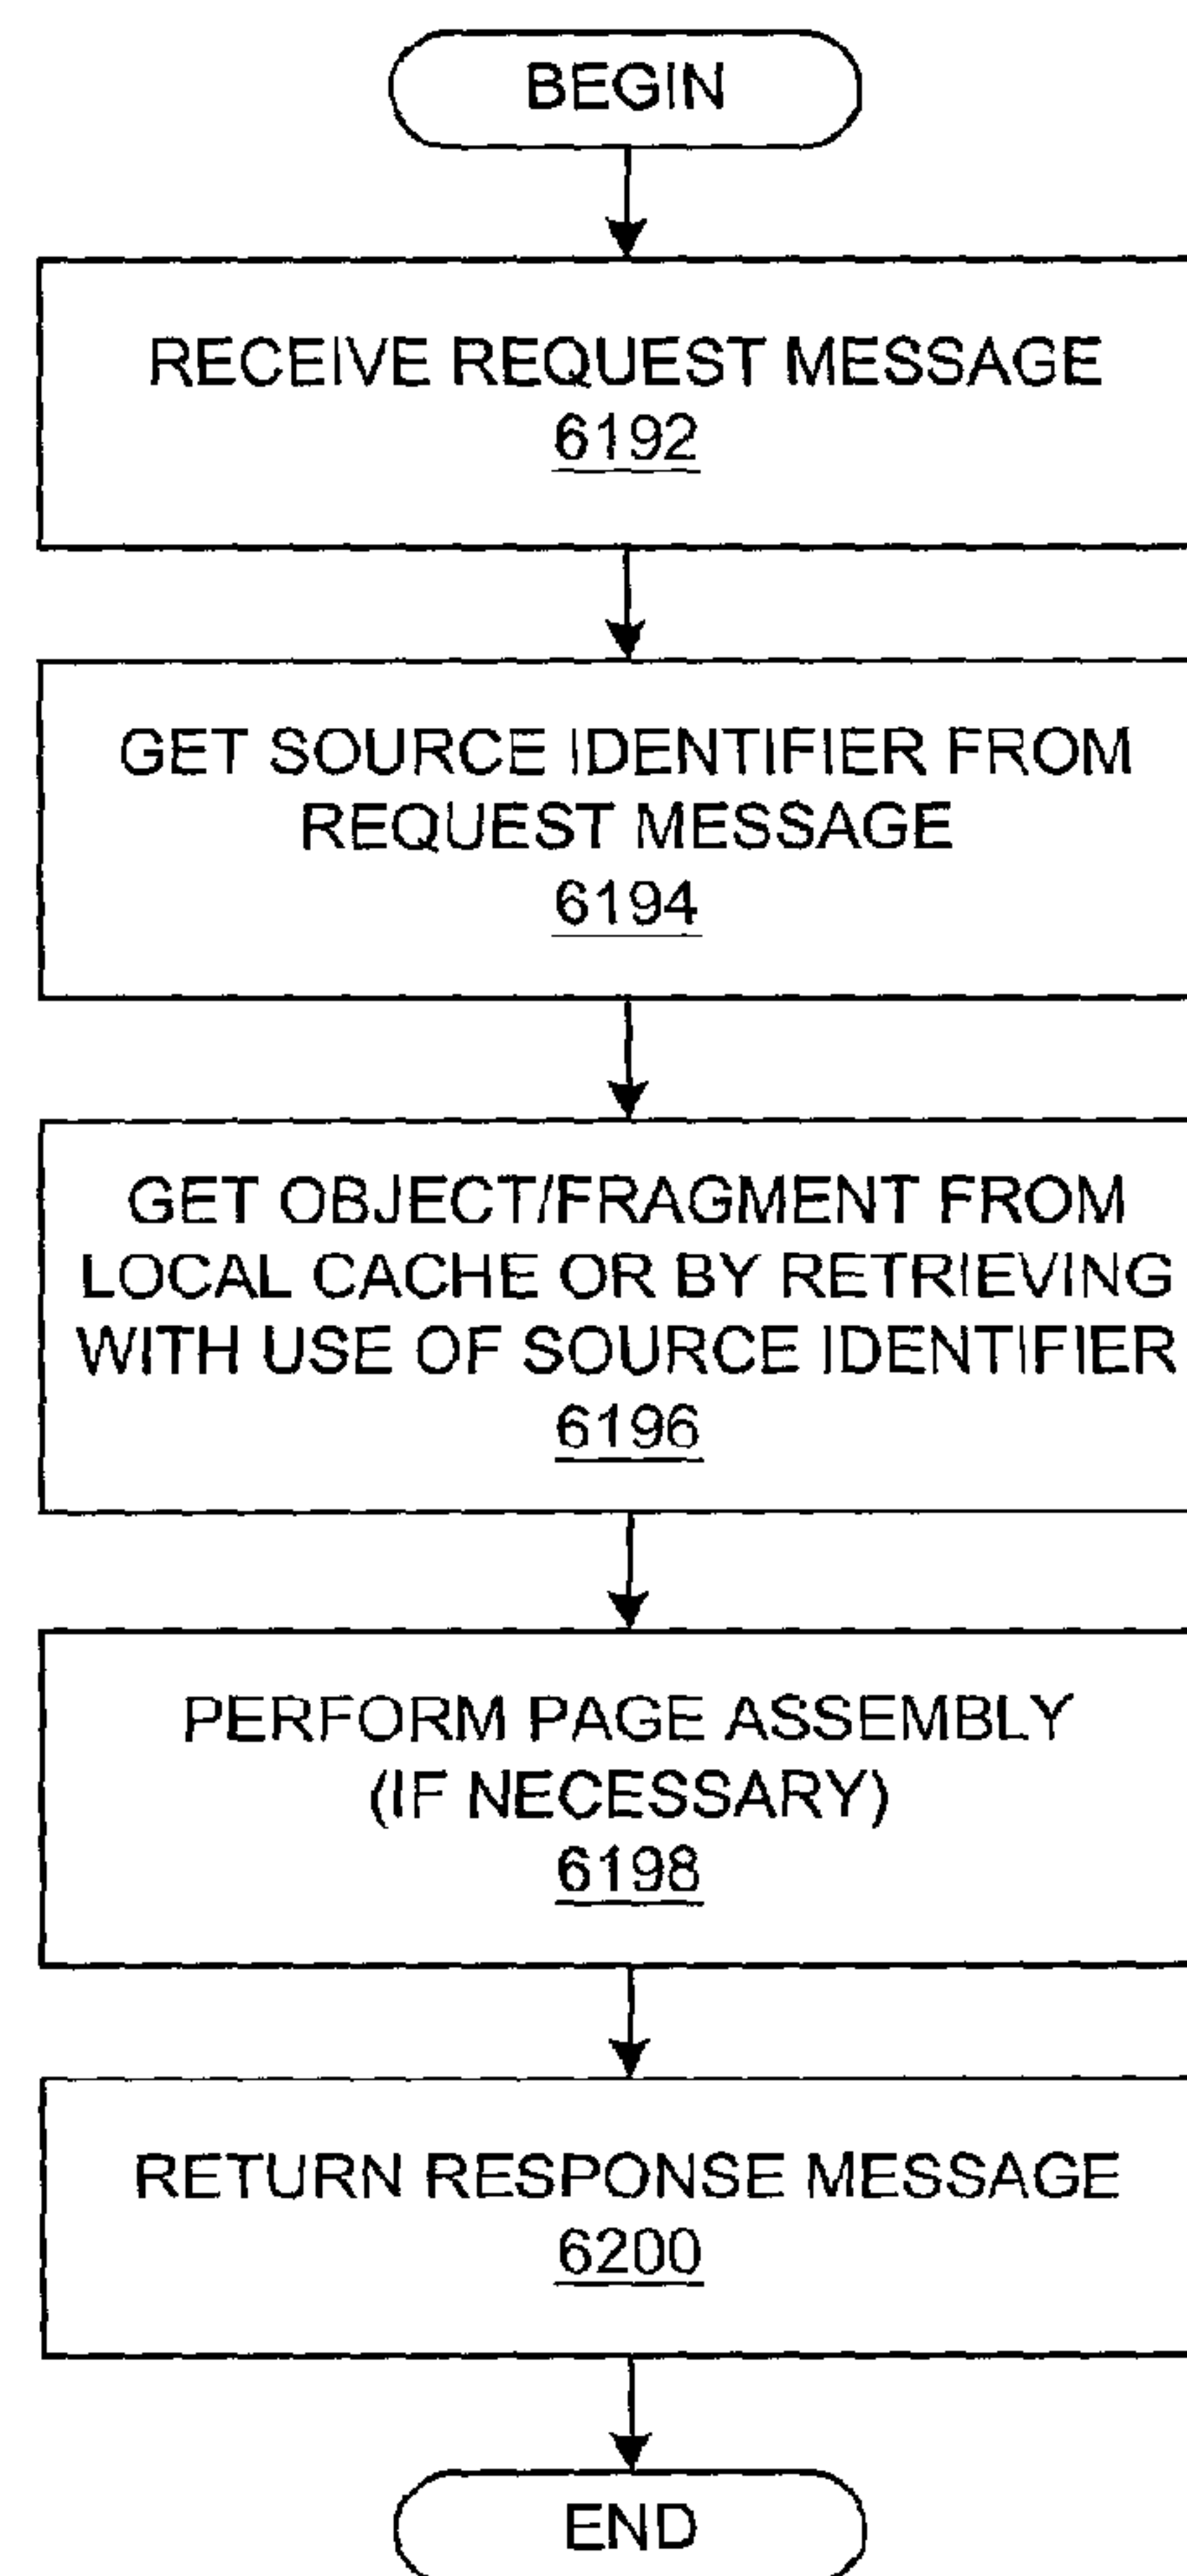 BEGIN
RECEIVE REQUEST MESSAGE
6192
GET SOURCE IDENTIFIER FROM
REQUEST MESSAGE
6194
GET OBJECT/FRAGMENT FROM
LOCAL CACHE OR BY RETRIEVING
WITH USE OF SOURCE IDENTIFIER
6196
PERFORM PAGE ASSEMBLY
(IF NECESSARY)
6198
RETURN RESPONSE MESSAGE
6200
END